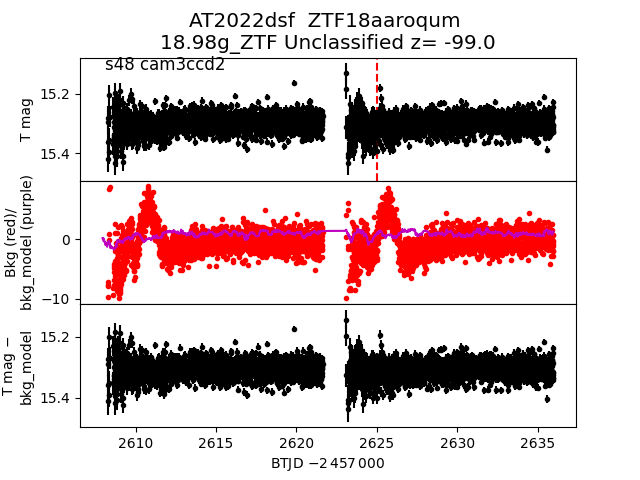 AT2022dsf  ZTF18aaroqum
18.98g_ZTF Unclassified z= -99.0
s48 cam3ccd2
T mag
15.2
15.4
Bkg (red)/
bkg_model (purple)
0
−10
T mag −
bkg_model
15.2
15.4
2610 2615 2620 2625 2630 2635
BTJD −2 457 000